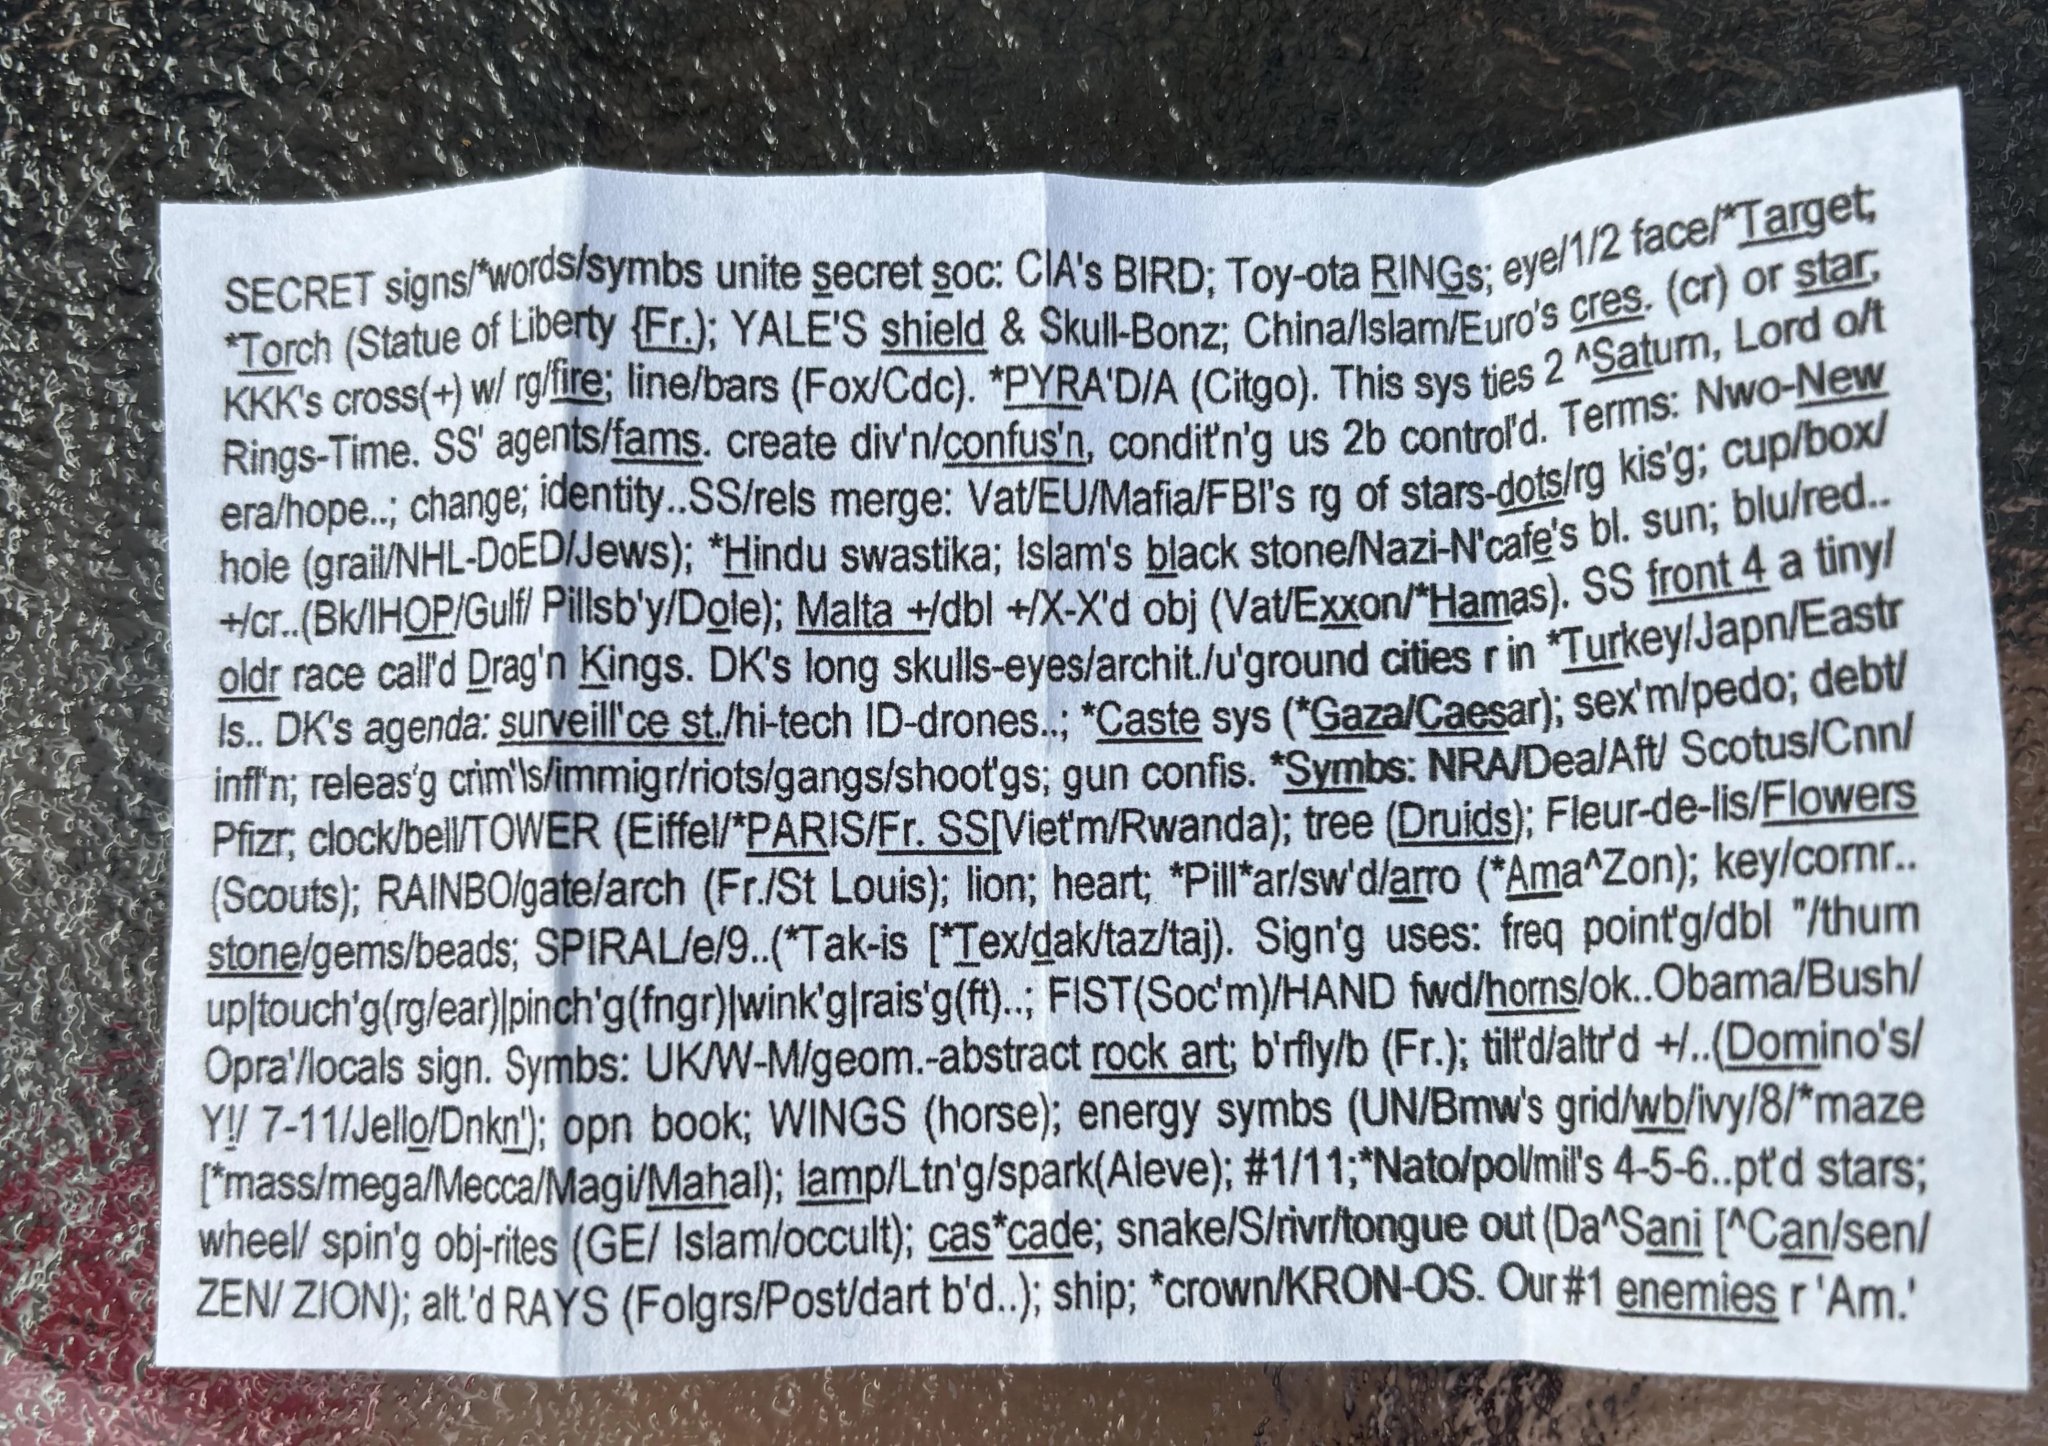 SECRET signs/*words/symbs unite secret soc: CIA's BIRD; Toy-ota RINGs; eye/1/2 face/*Target;
*Torch (Statue of Liberty {Fr.); YALE'S shield & Skull-Bonz; China/Islam/Euro's cres. (cr) or star;
KKK's cross(+) w/ rg/fire; line/bars (Fox/Cdc). *PYRA'D/A (Citgo). This sys ties 2 ^Saturn, Lord o/t
Rings-Time. SS' agents/fams. create div'n/confus'n, condit'n'g us 2b control'd. Terms: Nwo-New
era/hope..; change; identity..SS/rels merge: Vat/EU/Mafia/FBI's rg of stars-dots/rg kis'g; cup/box/
hole (grail/NHL-DoED/Jews); *Hindu swastika; Islam's black stone/Nazi-N'cafe's bl. sun; blu/red..
+/cr..(Bk/IHOP/Gulf/ Pillsb'y/Dole); Malta +/dbl +/X-X'd obj (Vat/Exxon/*Hamas). SS front 4 a tiny/
oldr race call'd Drag'n Kings. DK's long skulls-eyes/archit./u'ground cities r in *Turkey/Japn/Eastr
Is.. DK's agenda: surveill'ce st./hi-tech ID-drones..; *Caste sys (*Gaza/Caesar); sex'm/pedo; debt/
infl'n; releas'g crim'ls/immigr/riots/gangs/shoot'gs; gun confis. *Symbs: NRA/Dea/Aft/ Scotus/Cnn/
Pfizr; clock/bell/TOWER (Eiffel/*PARIS/Fr. SS[Viet'm/Rwanda); tree (Druids); Fleur-de-lis/Flowers
(Scouts); RAINBO/gate/arch (Fr./St Louis); lion; heart; *Pill*ar/sw'd/arro (*Ama^Zon); key/cornr..
stone/gems/beads; SPIRAL/e/9..(*Tak-is [*Tex/dak/taz/taj). Sign'g uses: freq point'g/dbl "/thum
up|touch'g(rg/ear)|pinch'g(fngr)|wink'g|rais'g(ft)..; FIST(Soc'm)/HAND fwd/horns/ok..Obama/Bush/
Opra'/locals sign. Symbs: UK/W-M/geom.-abstract rock art; b'rfly/b (Fr.); tilt'd/altr'd +/..(Domino's/
Y!/ 7-11/Jello/Dnkn'); opn book; WINGS (horse); energy symbs (UN/Bmw's grid/wb/ivy/8/*maze
[*mass/mega/Mecca/Magi/Mahal); lamp/Ltn'g/spark(Aleve); #1/11;*Nato/pol/mil's 4-5-6..pt'd stars;
wheel/ spin'g obj-rites (GE/ Islam/occult); cas*cade; snake/S/rivr/tongue out (Da^Sani [^Can/sen/
ZEN/ ZION); alt.'d RAYS (Folgrs/Post/dart b'd..); ship; *crown/KRON-OS. Our #1 enemies r 'Am.'